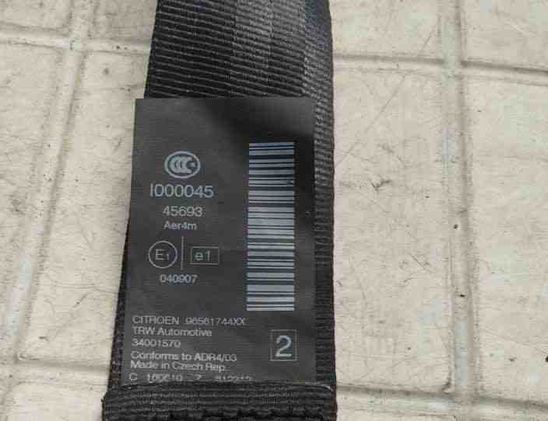 CCC
I000045
45693
Aer4m
E1 e1
040907
CITROEN 96561744XX
TRW Automotive
34001570
2
Conforms to ADR4/03
Made in Czech Rep.
C